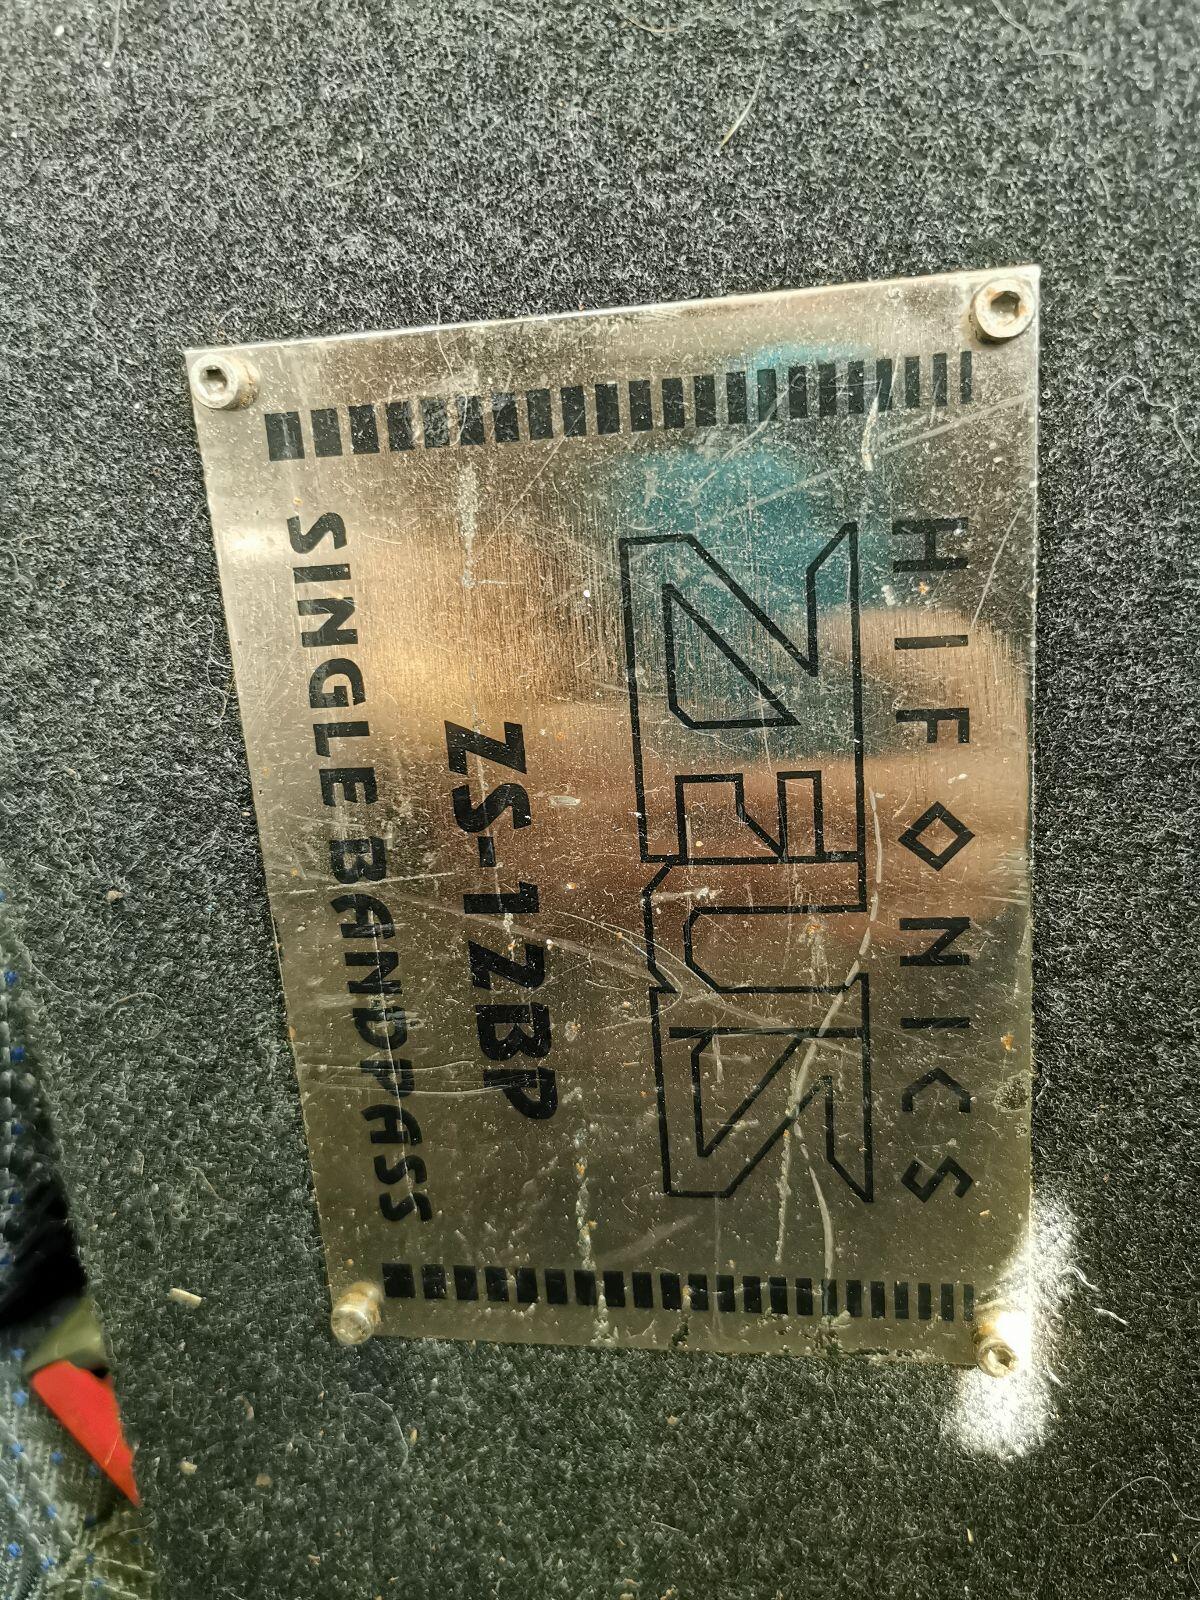 HIFONICS
ZEUS
ZS-12BP
SINGLE BANDPASS